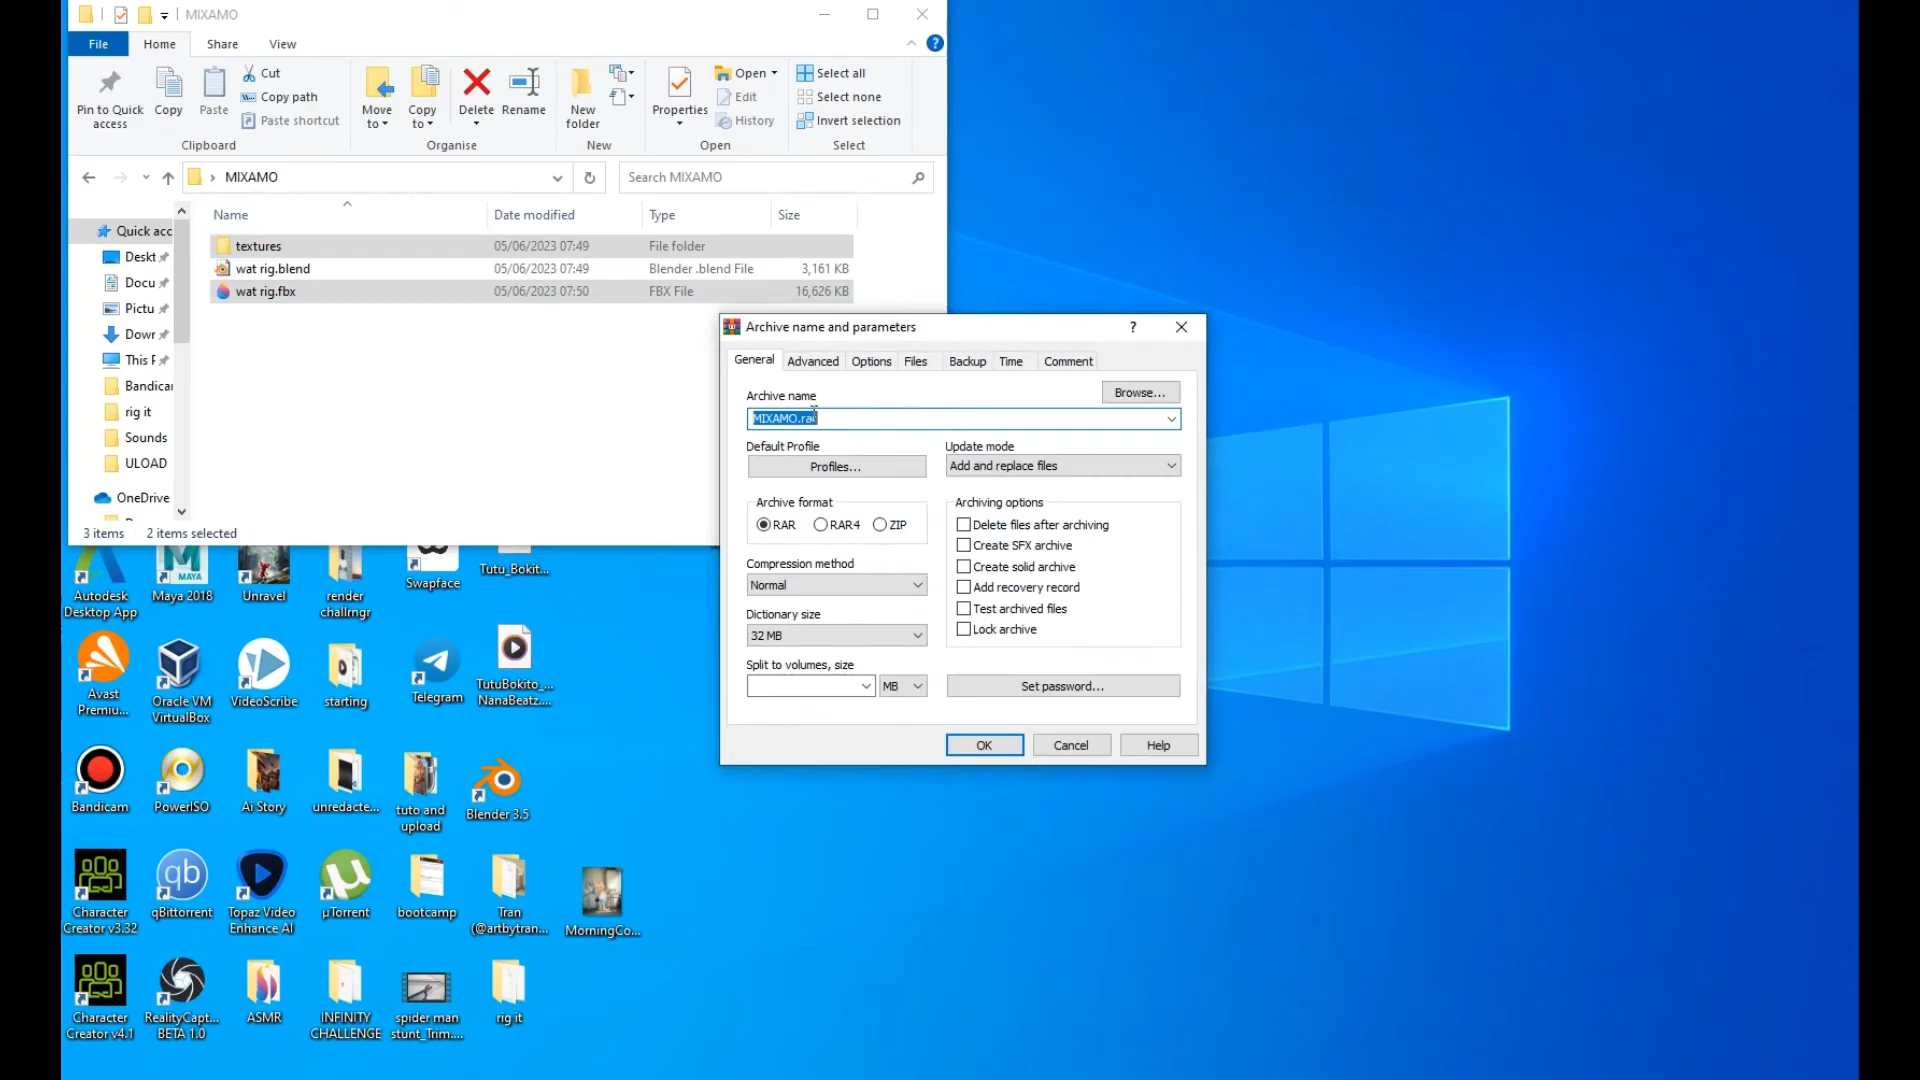 MIXAMO
File Home Share View
Pin to Quick access
Copy
Paste
Cut
Copy path
Paste shortcut
Clipboard
Move to
Copy to
Delete
Rename
Organise
New folder
New
Properties
Open
Edit
History
Open
Select all
Select none
Invert selection
Select
MIXAMO
Search MIXAMO
Name Date modified Type Size
textures 05/06/2023 07:49 File folder
wat rig.blend 05/06/2023 07:49 Blender .blend File 3,161 KB
wat rig.fbx 05/06/2023 07:50 FBX File 16,626 KB
Quick acc
Deskt
Docu
Pictu
Dowr
This F
Bandicar
rig it
Sounds
ULOAD
OneDrive
3 items 2 items selected
Archive name and parameters
General Advanced Options Files Backup Time Comment
Archive name
Browse...
MIXAMO.rar
Default Profile
Profiles...
Update mode
Add and replace files
Archive format
RAR RAR4 ZIP
Compression method
Normal
Dictionary size
32 MB
Split to volumes, size
MB
Archiving options
Delete files after archiving
Create SFX archive
Create solid archive
Add recovery record
Test archived files
Lock archive
Set password...
OK Cancel Help
MAYA
Autodesk Desktop App
Maya 2018
Unravel
render challrngr
Swapface
Tutu_Bokit...
Avast Premiu...
Oracle VM VirtualBox
VideoScribe
starting
Telegram
TutuBokito_... NanaBeatz....
Bandicam
PowerISO
Ai Story
unredacte...
tuto and upload
Blender 3.5
qb
Character Creator v3.32
qBittorrent
Topaz Video Enhance AI
µTorrent
bootcamp
Tran (@artbytran...
MorningCo...
Character Creator v4.1
RealityCapt... BETA 1.0
ASMR
INFINITY CHALLENGE
spider man stunt_Trim....
rig it